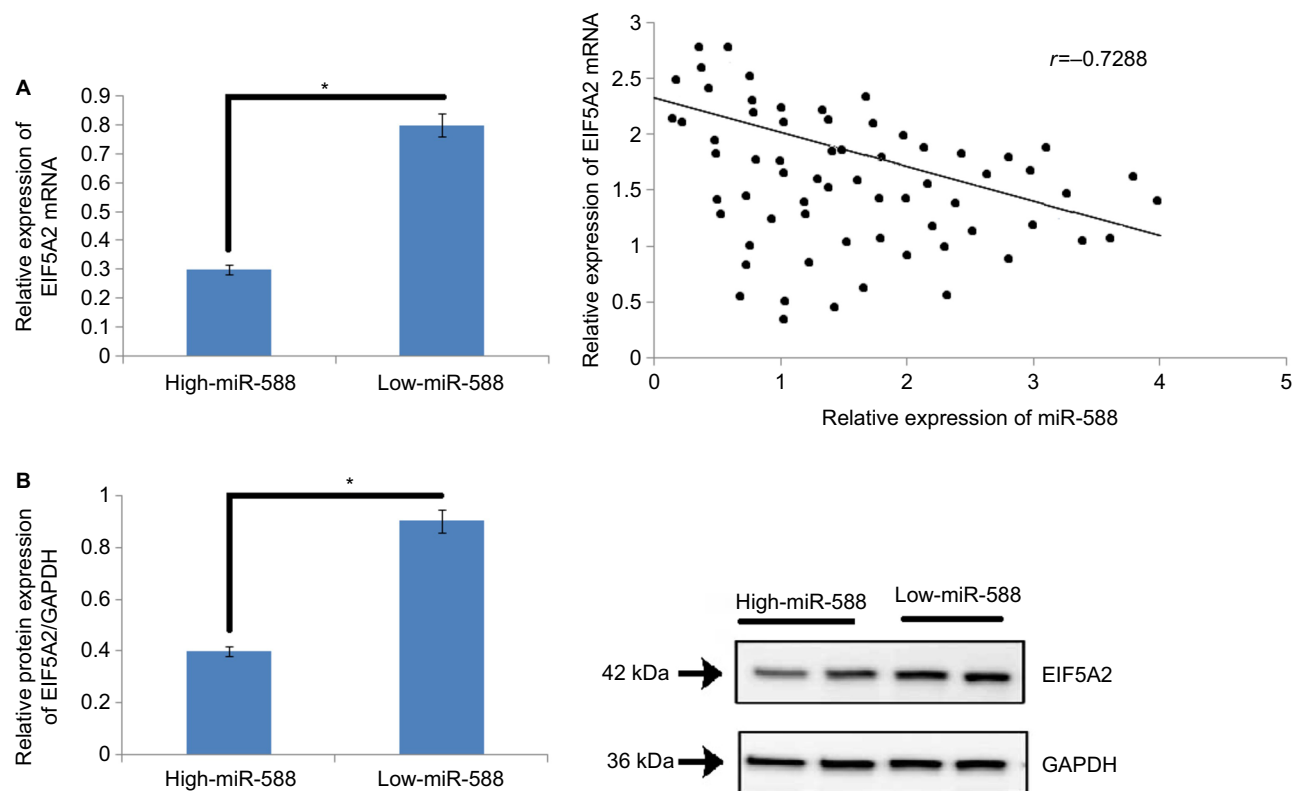 A
Relative expression of
EIF5A2 mRNA
0.9
0.8
0.7
0.6
0.5
0.4
0.3
0.2
0.1
0
*
High-miR-588
Low-miR-588
Relative expression of EIF5A2 mRNA
3
2.5
2
1.5
1
0.5
0
r=–0.7288
0
1
2
3
4
5
Relative expression of miR-588
B
Relative protein expression
of EIF5A2/GAPDH
1
0.8
0.6
0.4
0.2
0
*
High-miR-588
Low-miR-588
High-miR-588
Low-miR-588
42 kDa
EIF5A2
36 kDa
GAPDH